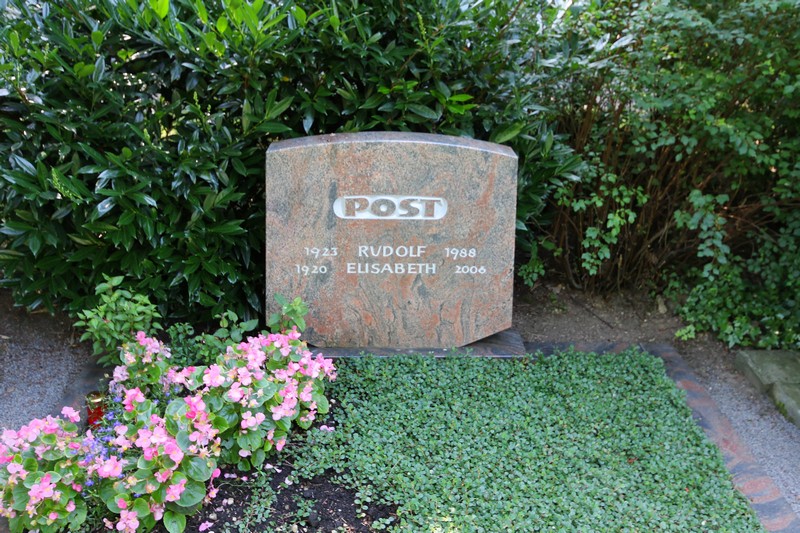 POST
1923 RUDOLF 1988
1920 ELISABETH 2006